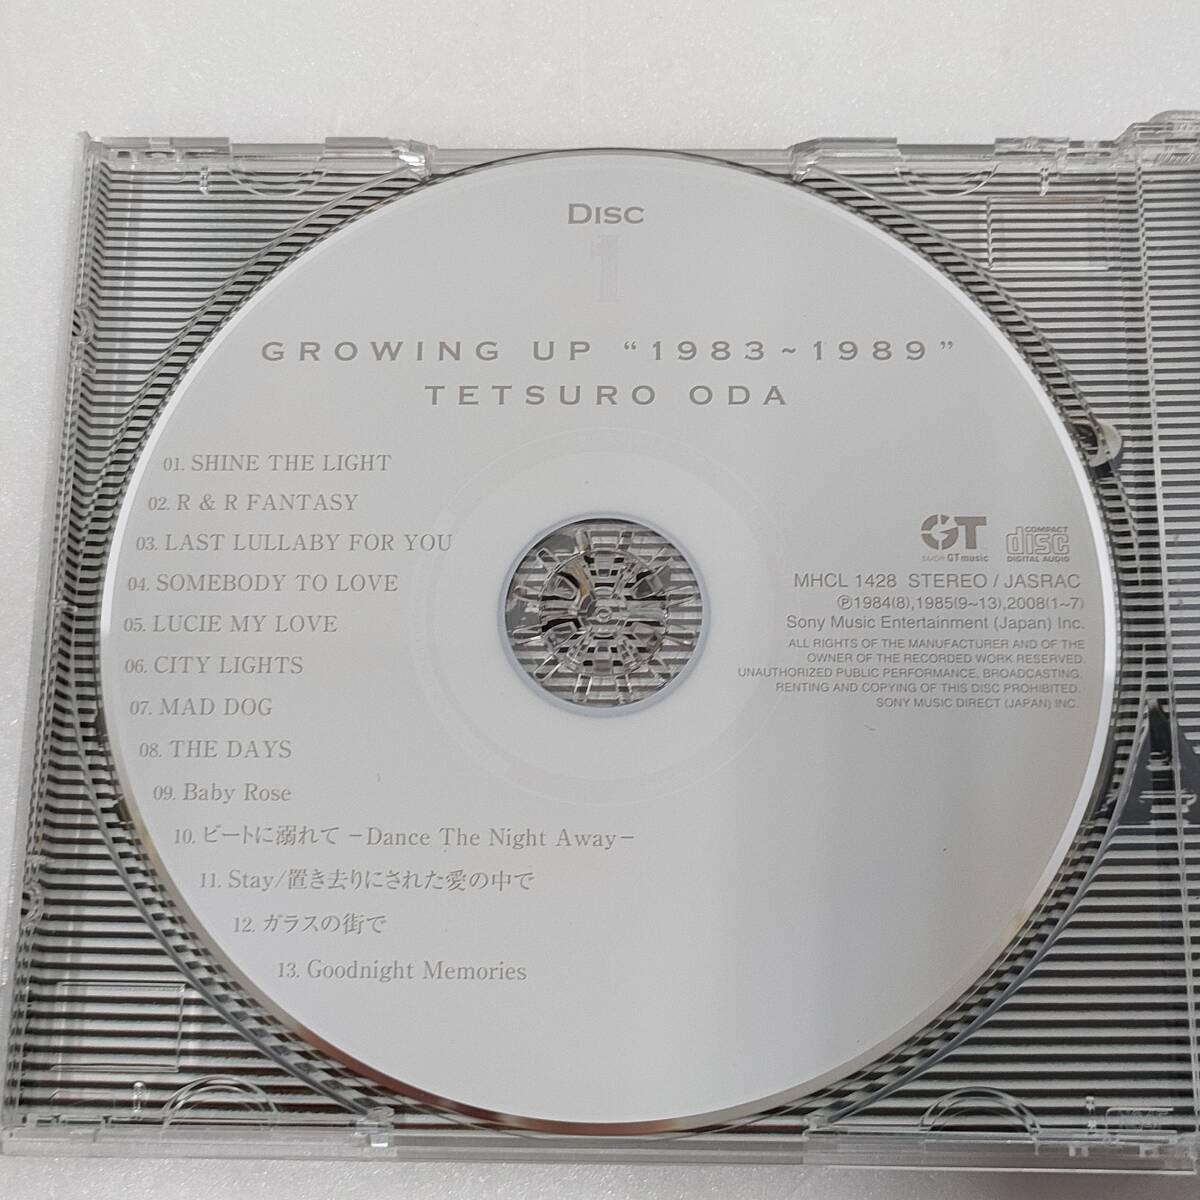 DISC
1
GROWING UP “1983~1989”
TETSURO ODA
01. SHINE THE LIGHT
02. R & R FANTASY
03. LAST LULLABY FOR YOU
04. SOMEBODY TO LOVE
05. LUCIE MY LOVE
06. CITY LIGHTS
07. MAD DOG
08. THE DAYS
09. Baby Rose
10. ビートに溺れて −Dance The Night Away−
11. Stay/置き去りにされた愛の中で
12. ガラスの街で
13. Goodnight Memories
GT
GT music
COMPACT
disc
DIGITAL AUDIO
MHCL 1428 STEREO / JASRAC
℗1984(8), 1985(9~13), 2008(1~7)
Sony Music Entertainment (Japan) Inc.
ALL RIGHTS OF THE MANUFACTURER AND OF THE
OWNER OF THE RECORDED WORK RESERVED.
UNAUTHORIZED PUBLIC PERFORMANCE, BROADCASTING,
RENTING AND COPYING OF THIS DISC PROHIBITED.
SONY MUSIC DIRECT (JAPAN) INC.